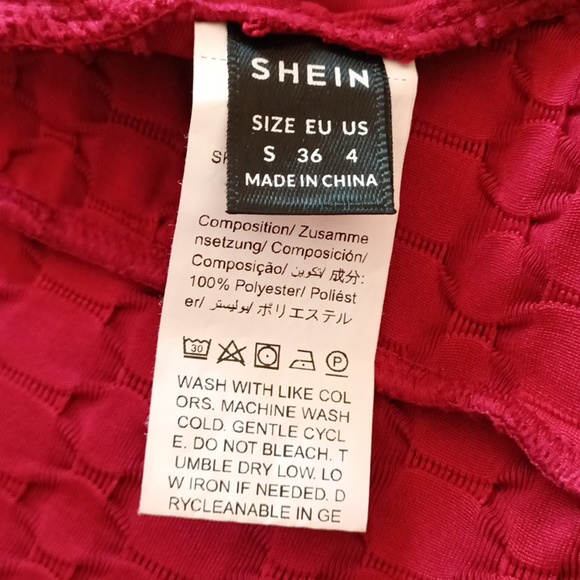 SHEIN
SIZE EU US
S 36 4
MADE IN CHINA
Composition/ Zusamme
nsetzung/ Composición/
Composição/ تكوين/ 成分:
100% Polyester/ Poliést
er/ بوليستر/ ポリエステル
30 P
WASH WITH LIKE COL
ORS. MACHINE WASH
COLD. GENTLE CYCL
E. DO NOT BLEACH. T
UMBLE DRY LOW. LO
W IRON IF NEEDED. D
RYCLEANABLE IN GE